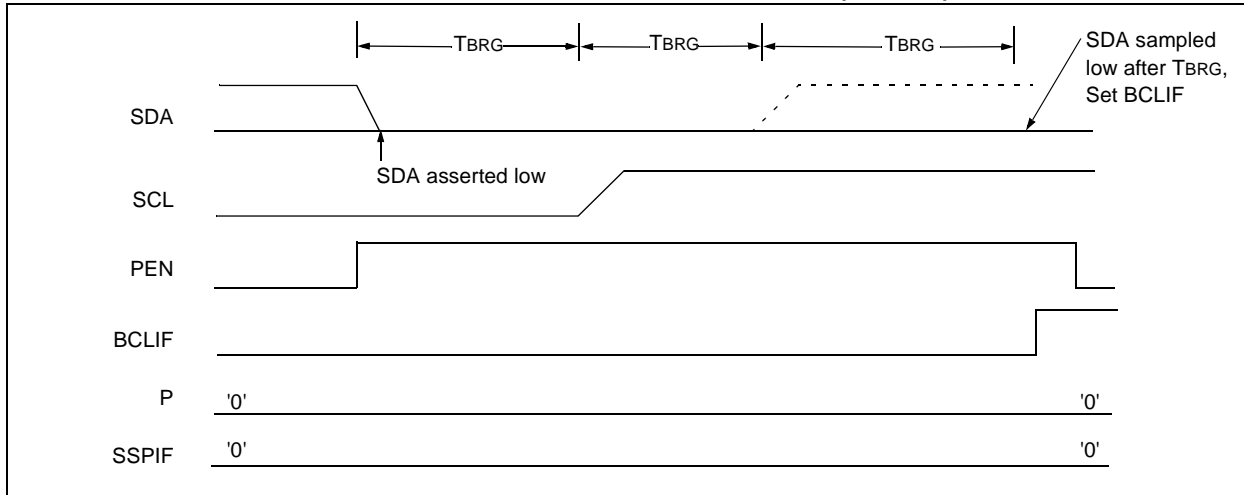 TBRG
TBRG
TBRG
SDA sampled
low after TBRG,
Set BCLIF
SDA
SDA asserted low
SCL
PEN
BCLIF
P
'0'
'0'
SSPIF
'0'
'0'